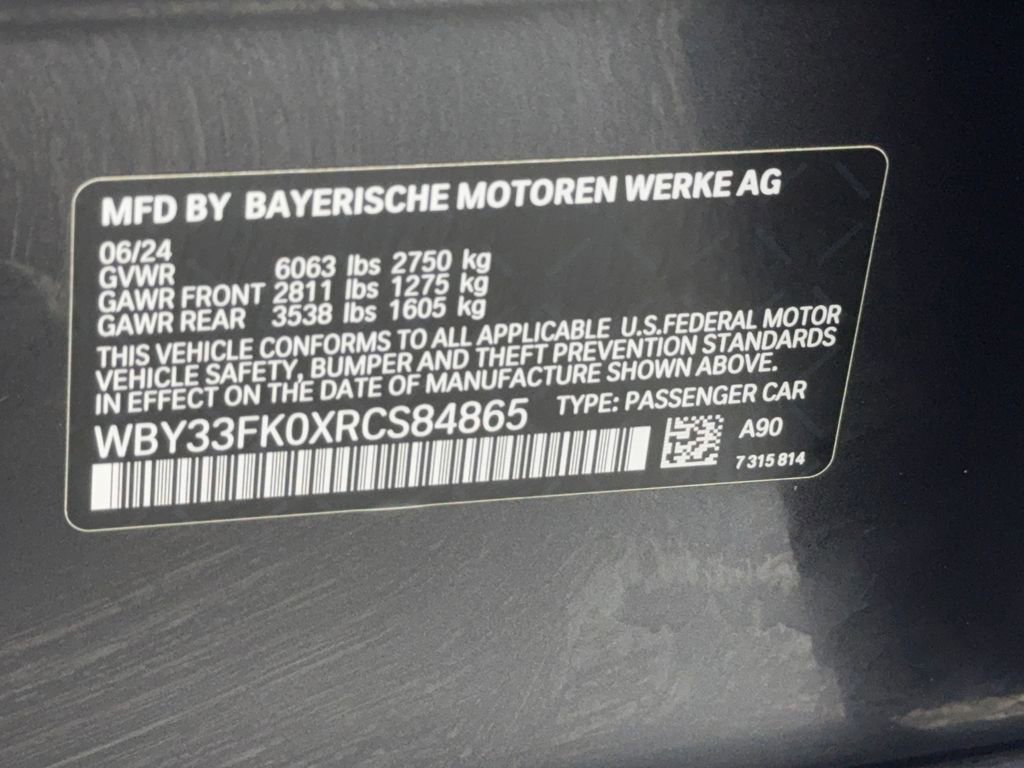 MFD BY BAYERISCHE MOTOREN WERKE AG
06/24
GVWR 6063 lbs 2750 kg
GAWR FRONT 2811 lbs 1275 kg
GAWR REAR 3538 lbs 1605 kg
THIS VEHICLE CONFORMS TO ALL APPLICABLE U.S.FEDERAL MOTOR
VEHICLE SAFETY, BUMPER AND THEFT PREVENTION STANDARDS
IN EFFECT ON THE DATE OF MANUFACTURE SHOWN ABOVE.
WBY33FK0XRCS84865 TYPE: PASSENGER CAR
A90
7 315 814